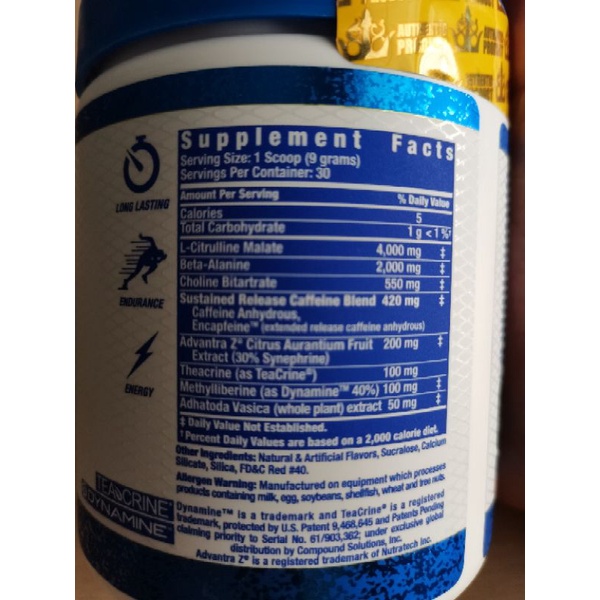 AUTHENTIC
Supplement Facts
Serving Size: 1 Scoop (9 grams)
Servings Per Container: 30
Amount Per Serving % Daily Value
Calories 5
Total Carbohydrate 1 g <1%†
L-Citrulline Malate 4,000 mg ‡
Beta-Alanine 2,000 mg ‡
Choline Bitartrate 550 mg ‡
Sustained Release Caffeine Blend 420 mg ‡
Caffeine Anhydrous,
Encapfeine™ (extended release caffeine anhydrous)
Advantra Z® Citrus Aurantium Fruit 200 mg ‡
Extract (30% Synephrine)
Theacrine (as TeaCrine®) 100 mg
Methylliberine (as Dynamine™ 40%) 100 mg ‡
Adhatoda Vasica (whole plant) extract 50 mg ‡
‡ Daily Value Not Established.
† Percent Daily Values are based on a 2,000 calorie diet.
Other Ingredients: Natural & Artificial Flavors, Sucralose, Calcium
Silicate, Silica, FD&C Red #40.
Allergen Warning: Manufactured on equipment which processes
products containing milk, egg, soybeans, shellfish, wheat and tree nuts.
Dynamine™ is a trademark and TeaCrine® is a registered
trademark, protected by U.S. Patent 9,468,645 and Patents Pending
claiming priority to Serial No. 61/903,362; under exclusive global
distribution by Compound Solutions, Inc.
Advantra Z® is a registered trademark of Nutratech Inc.
LONG LASTING
ENDURANCE
ENERGY
TEACRINE®
DYNAMINE™